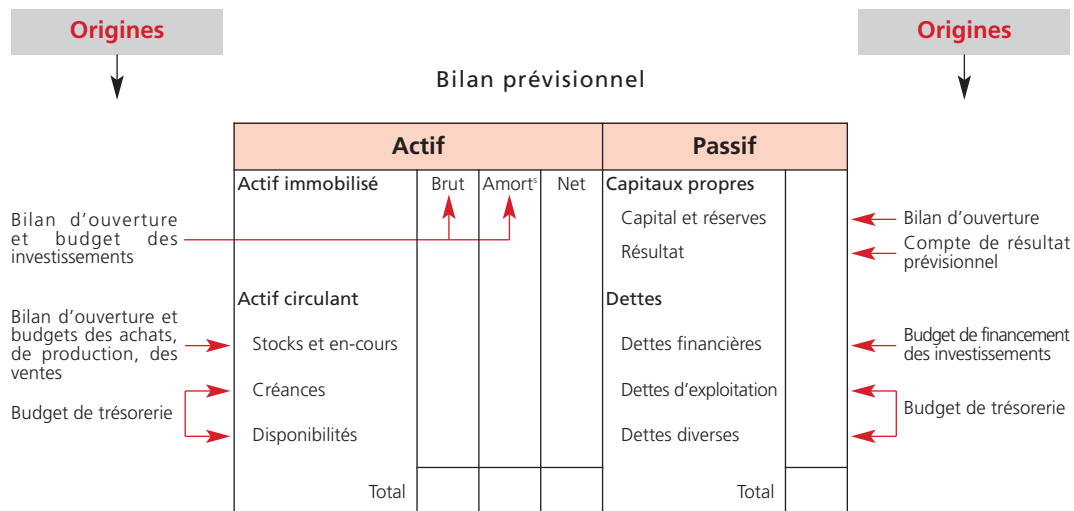 Origines
Origines
Bilan prévisionnel
Actif
Passif
Actif immobilisé
Brut
Amortˢ
Net
Capitaux propres
Capital et réserves
Résultat
Bilan d'ouverture
et budget des
investissements
Bilan d'ouverture
Compte de résultat
prévisionnel
Actif circulant
Dettes
Bilan d'ouverture et
budgets des achats,
de production, des
ventes
Stocks et en-cours
Dettes financières
Budget de financement
des investissements
Budget de trésorerie
Créances
Disponibilités
Dettes d'exploitation
Dettes diverses
Budget de trésorerie
Total
Total